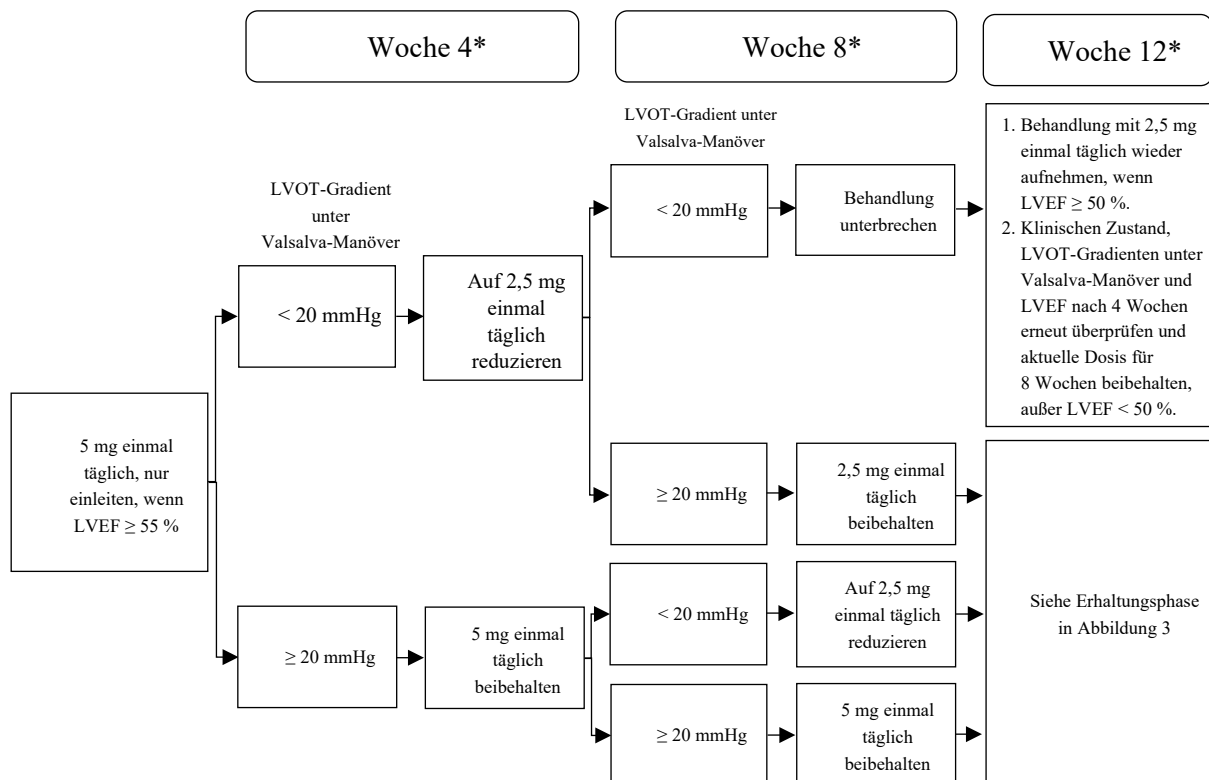 Woche 4*
Woche 8*
Woche 12*
LVOT-Gradient
unter
Valsalva-Manöver
LVOT-Gradient unter
Valsalva-Manöver
5 mg einmal
täglich, nur
einleiten, wenn
LVEF ≥ 55 %
< 20 mmHg
Auf 2,5 mg
einmal
täglich
reduzieren
< 20 mmHg
Behandlung
unterbrechen
1. Behandlung mit 2,5 mg
einmal täglich wieder
aufnehmen, wenn
LVEF ≥ 50 %.
2. Klinischen Zustand,
LVOT-Gradienten unter
Valsalva-Manöver und
LVEF nach 4 Wochen
erneut überprüfen und
aktuelle Dosis für
8 Wochen beibehalten,
außer LVEF < 50 %.
≥ 20 mmHg
2,5 mg einmal
täglich
beibehalten
≥ 20 mmHg
5 mg einmal
täglich
beibehalten
< 20 mmHg
Auf 2,5 mg
einmal täglich
reduzieren
≥ 20 mmHg
5 mg einmal
täglich
beibehalten
Siehe Erhaltungsphase
in Abbildung 3